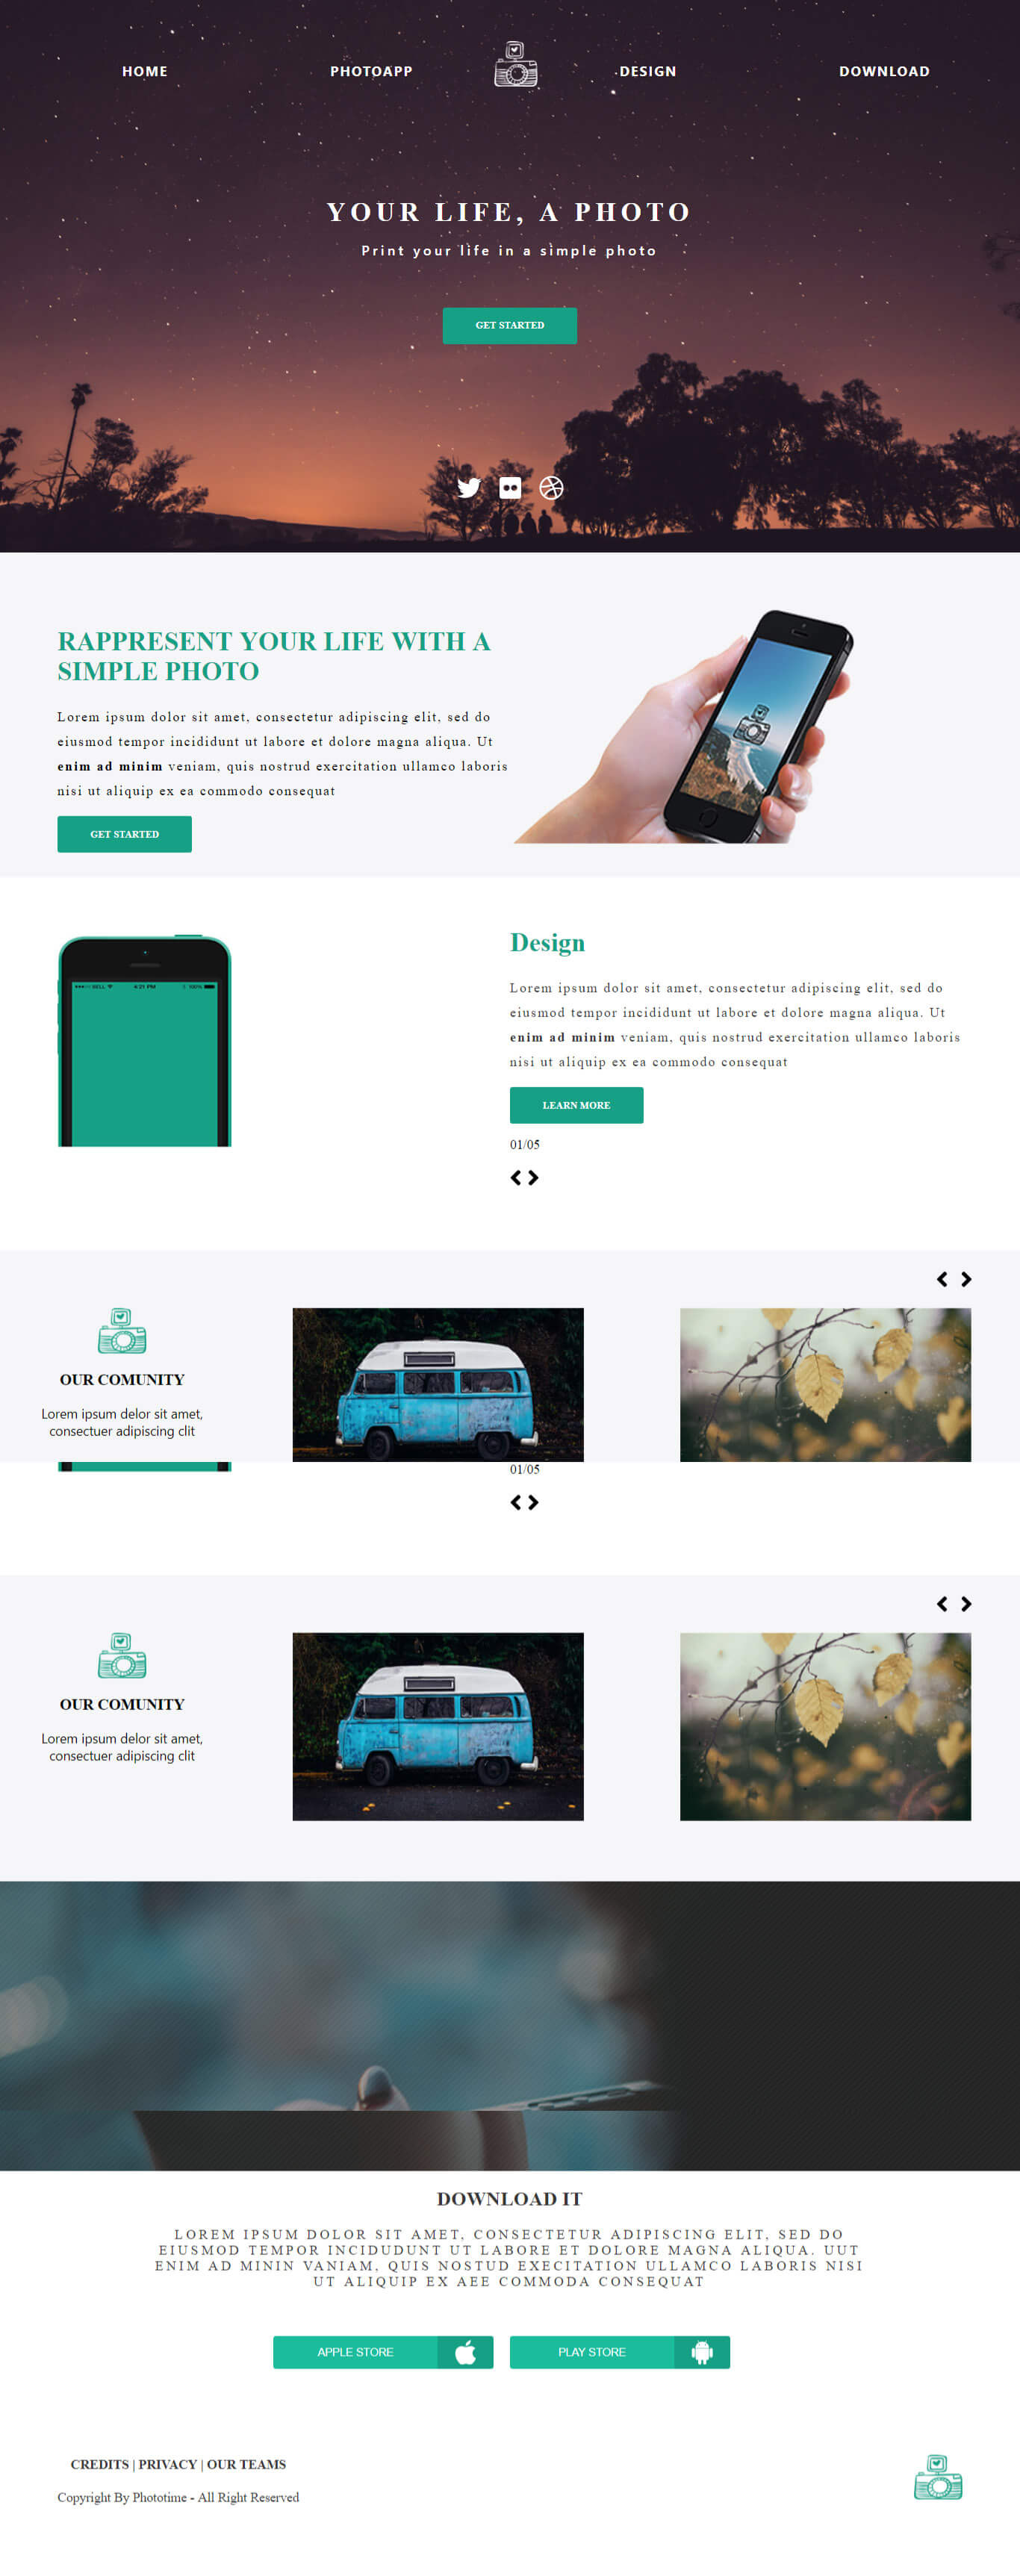 HOME PHOTOAPP DESIGN DOWNLOAD
YOUR LIFE, A PHOTO
Print your life in a simple photo
GET STARTED
RAPPRESENT YOUR LIFE WITH A
SIMPLE PHOTO
Lorem ipsum dolor sit amet, consectetur adipiscing elit, sed do
eiusmod tempor incididunt ut labore et dolore magna aliqua. Ut
enim ad minim veniam, quis nostrud exercitation ullamco laboris
nisi ut aliquip ex ea commodo consequat
GET STARTED
BELL 4:21 PM 100%
Design
Lorem ipsum dolor sit amet, consectetur adipiscing elit, sed do
eiusmod tempor incididunt ut labore et dolore magna aliqua. Ut
enim ad minim veniam, quis nostrud exercitation ullamco laboris
nisi ut aliquip ex ea commodo consequat
LEARN MORE
01/05
OUR COMUNITY
Lorem ipsum delor sit amet,
consectuer adipiscing clit
01/05
OUR COMUNITY
Lorem ipsum delor sit amet,
consectuer adipiscing clit
DOWNLOAD IT
LOREM IPSUM DOLOR SIT AMET, CONSECTETUR ADIPISCING ELIT, SED DO
EIUSMOD TEMPOR INCIDUDUNT UT LABORE ET DOLORE MAGNA ALIQUA. UUT
ENIM AD MININ VANIAM, QUIS NOSTUD EXECITATION ULLAMCO LABORIS NISI
UT ALIQUIP EX AEE COMMODA CONSEQUAT
APPLE STORE PLAY STORE
CREDITS | PRIVACY | OUR TEAMS
Copyright By Phototime - All Right Reserved